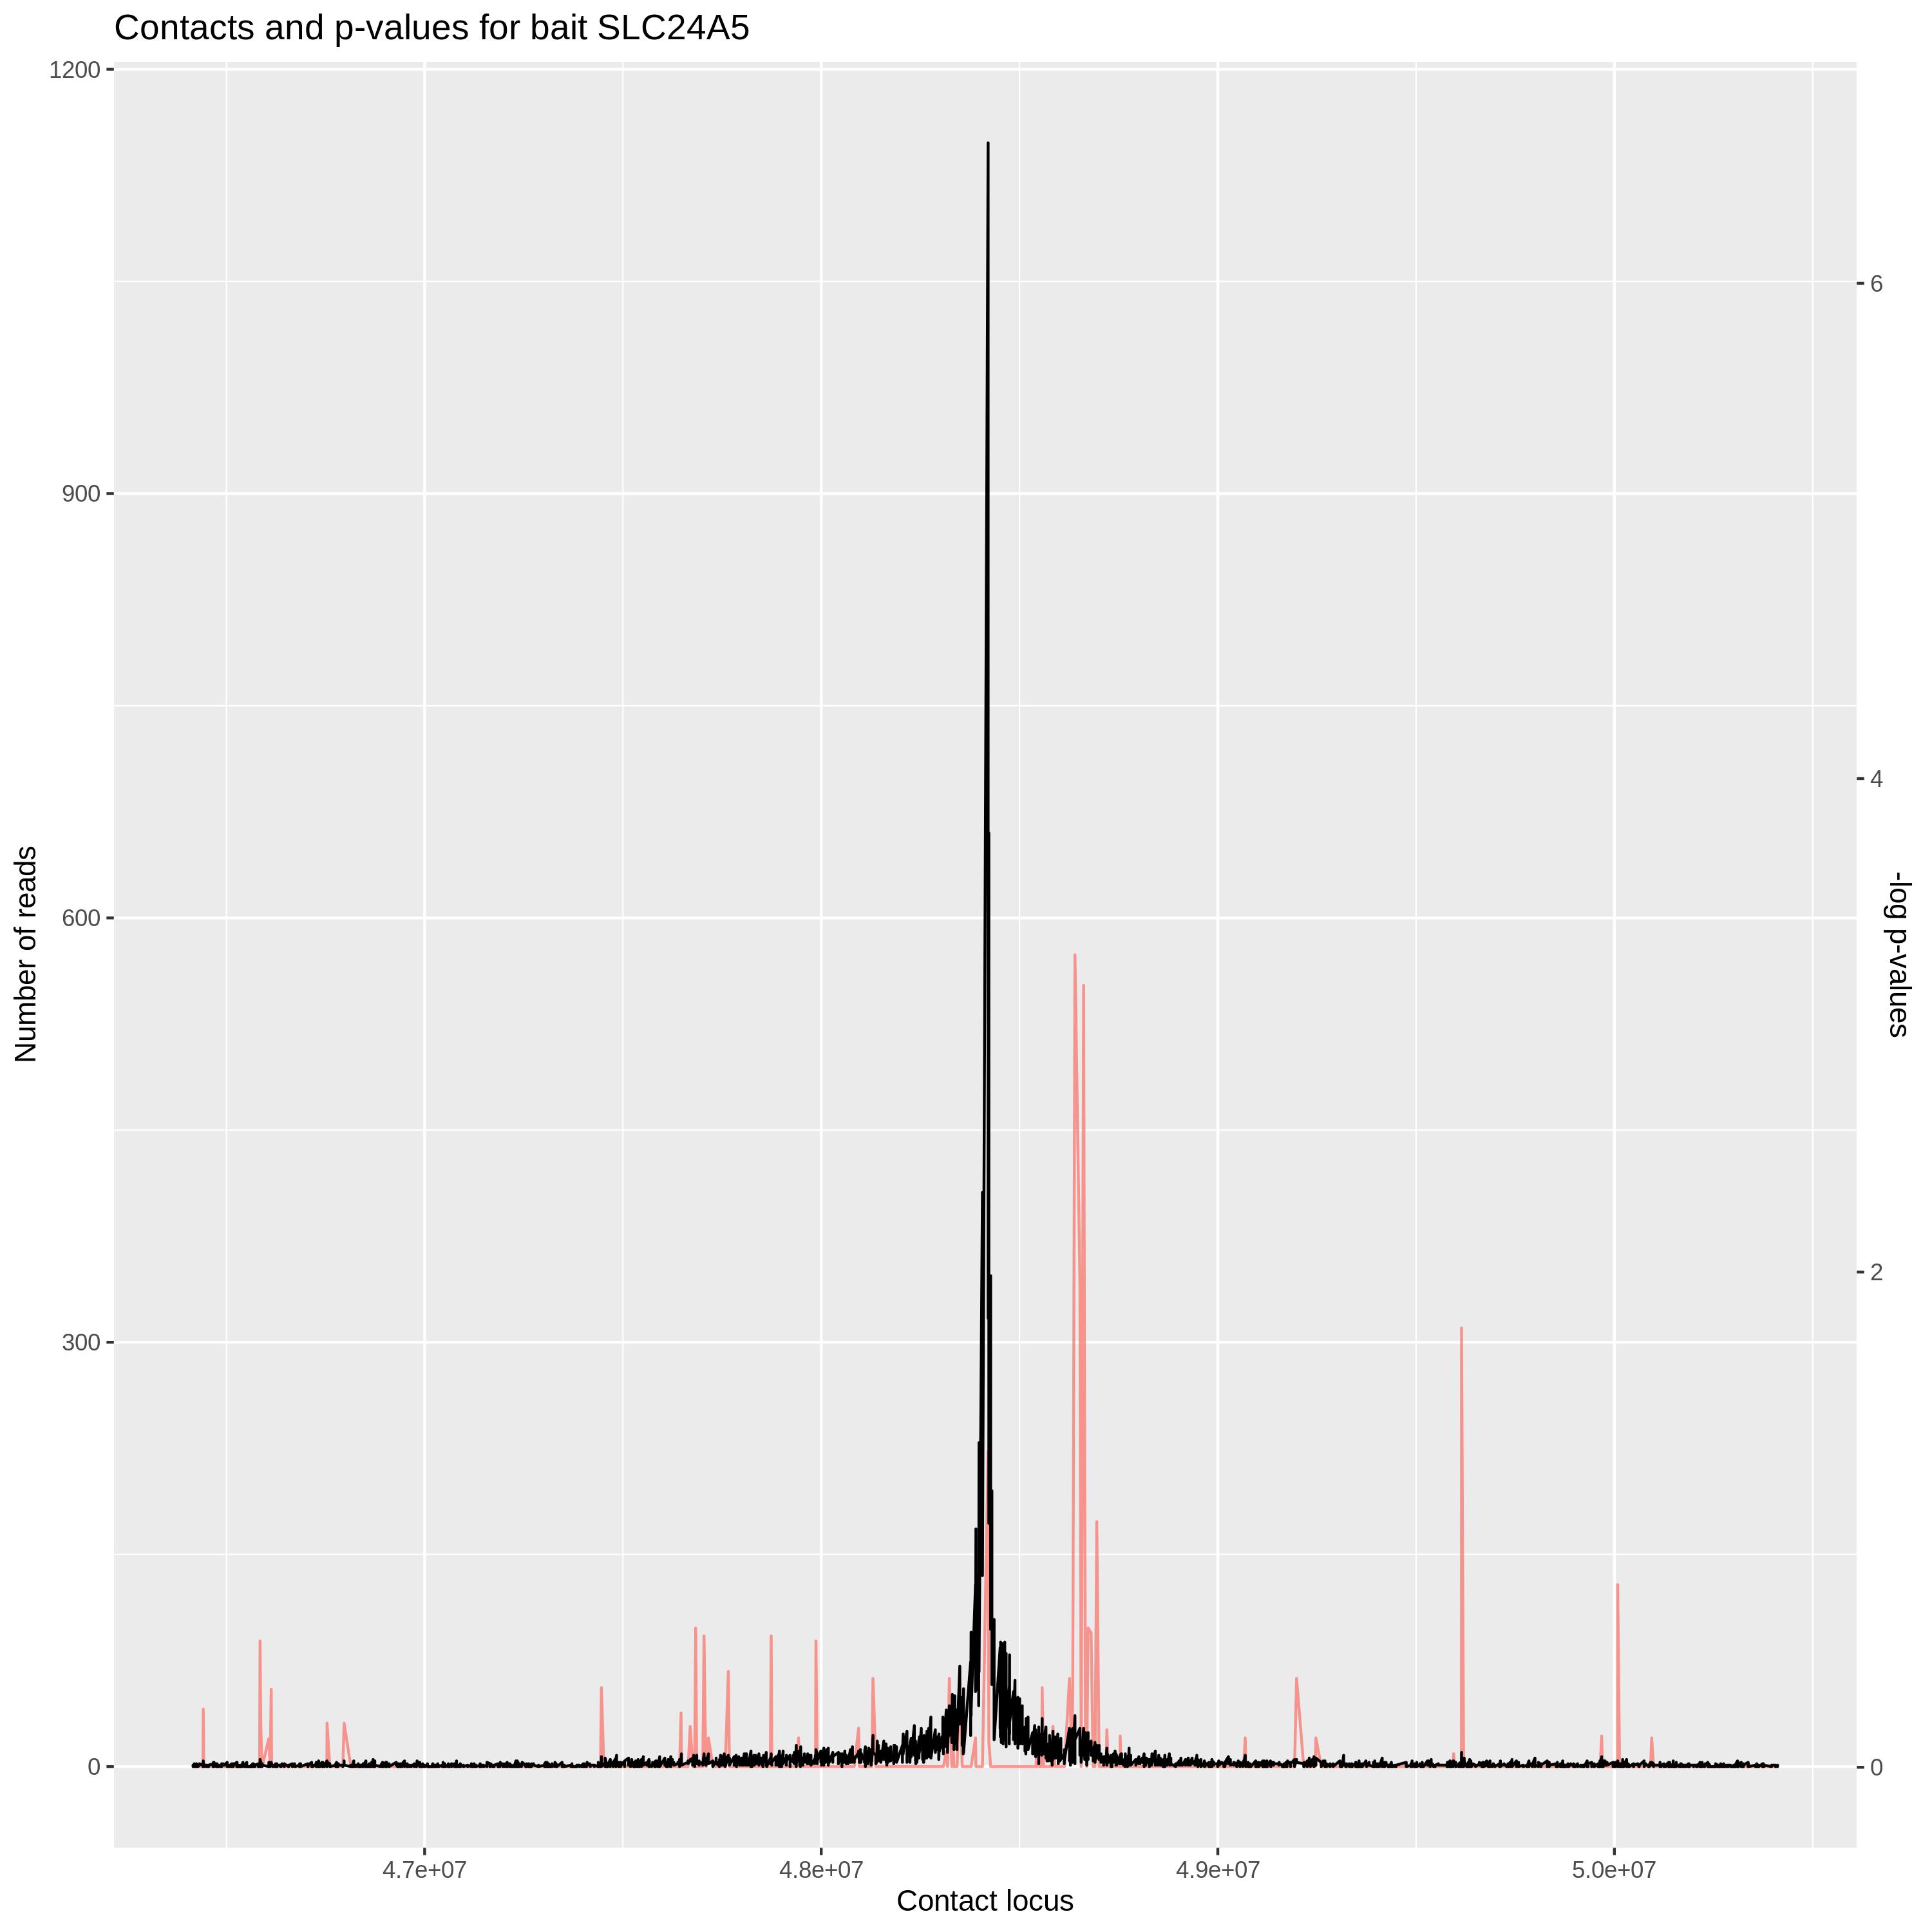 Contacts and p-values for bait SLC24A5
1200
900
600
300
0
Number of reads
6
4
2
0
-log p-values
4.7e+07
4.8e+07
4.9e+07
5.0e+07
Contact locus